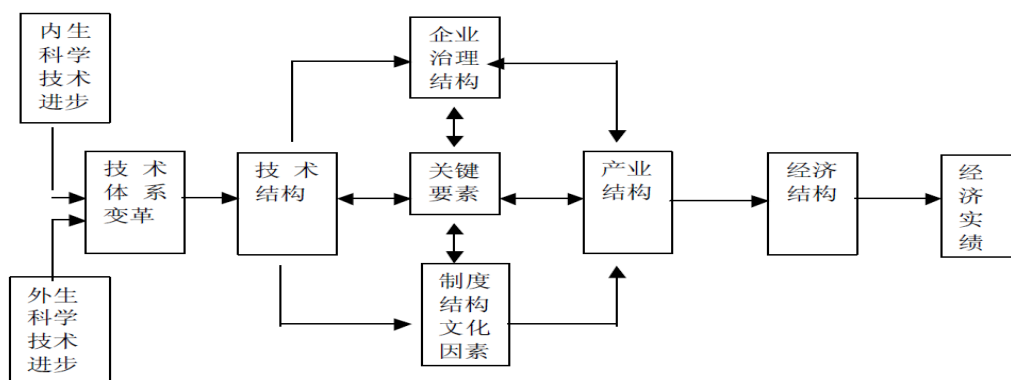 内生
科学
技术
进步
外生
科学
技术
进步
技术
体系
变革
技术
结构
企业
治理
结构
关键
要素
制度
结构
文化
因素
产业
结构
经济
结构
经
济
实
绩